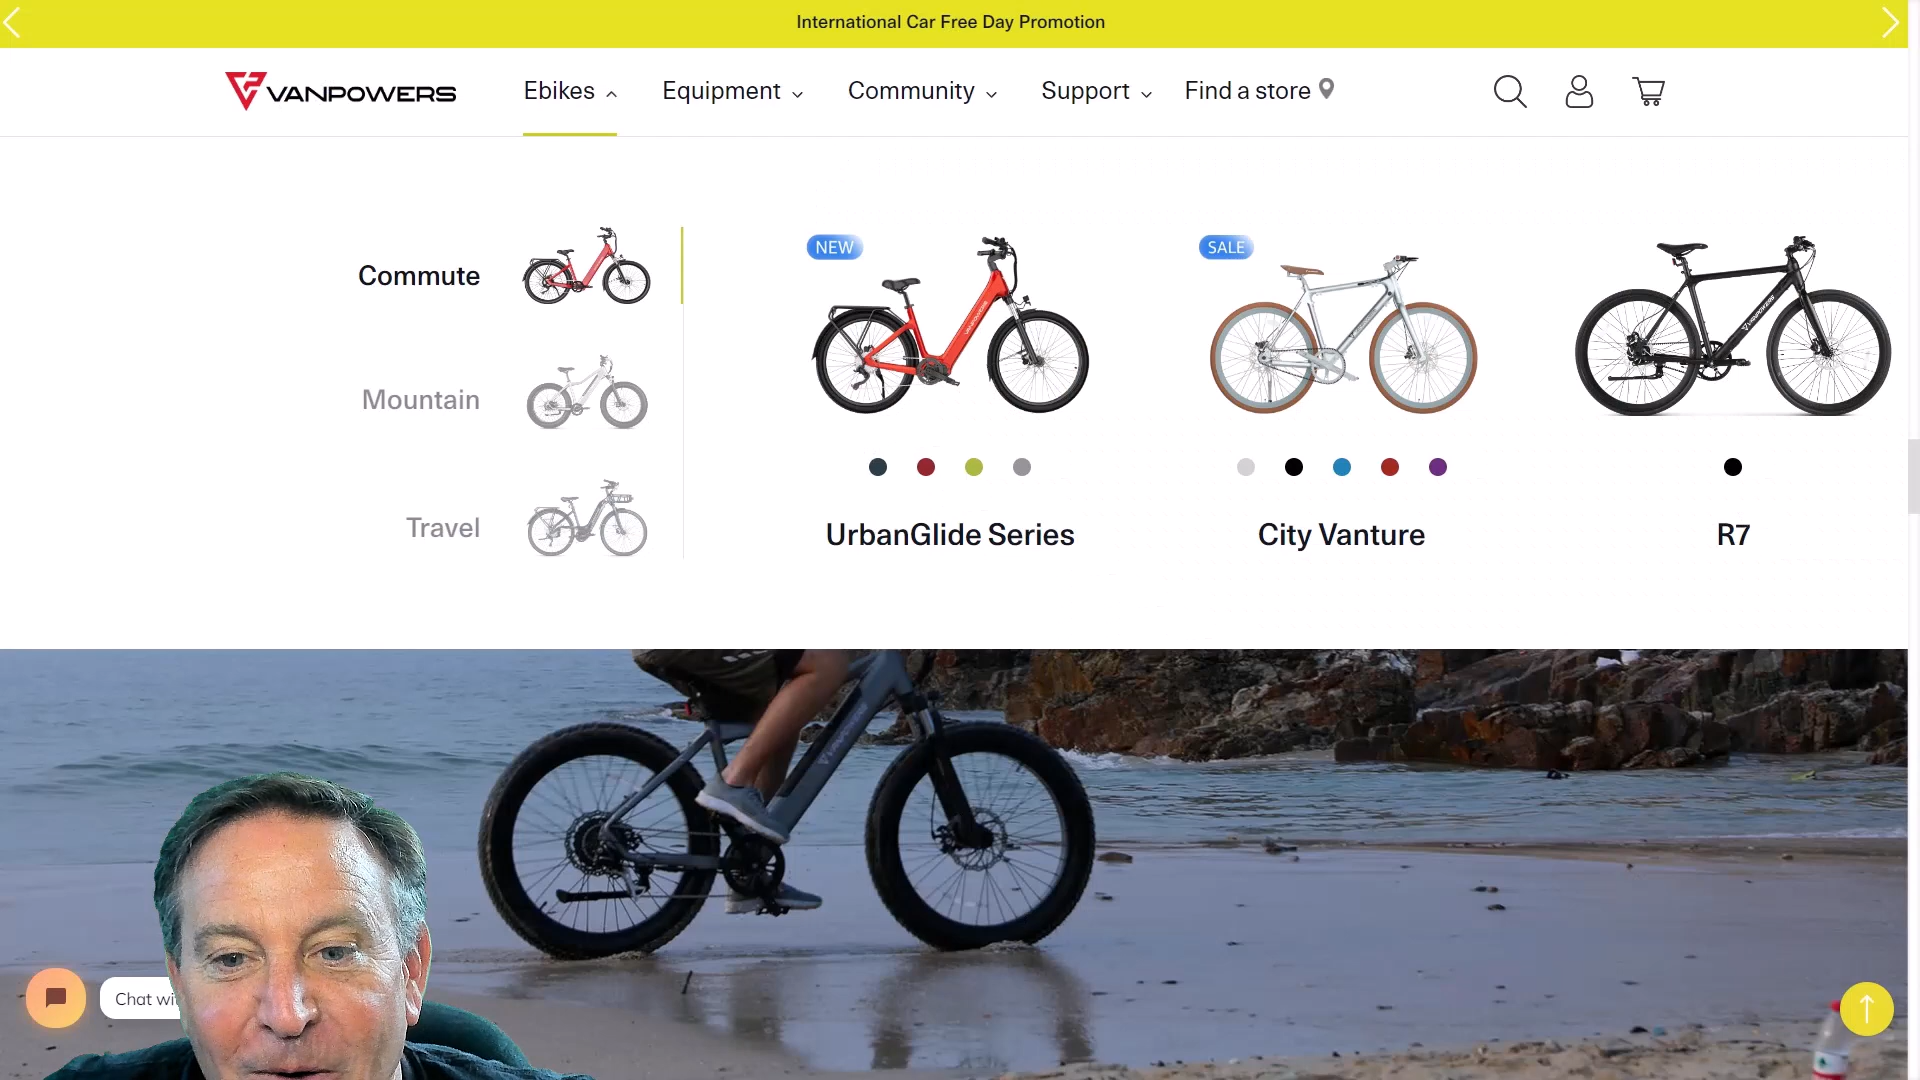 International Car Free Day Promotion
VANPOWERS
Ebikes
Equipment
Community
Support
Find a store
Commute
Mountain
Travel
NEW
SALE
VANPOWERS
UrbanGlide Series
City Vanture
R7
Chat wi